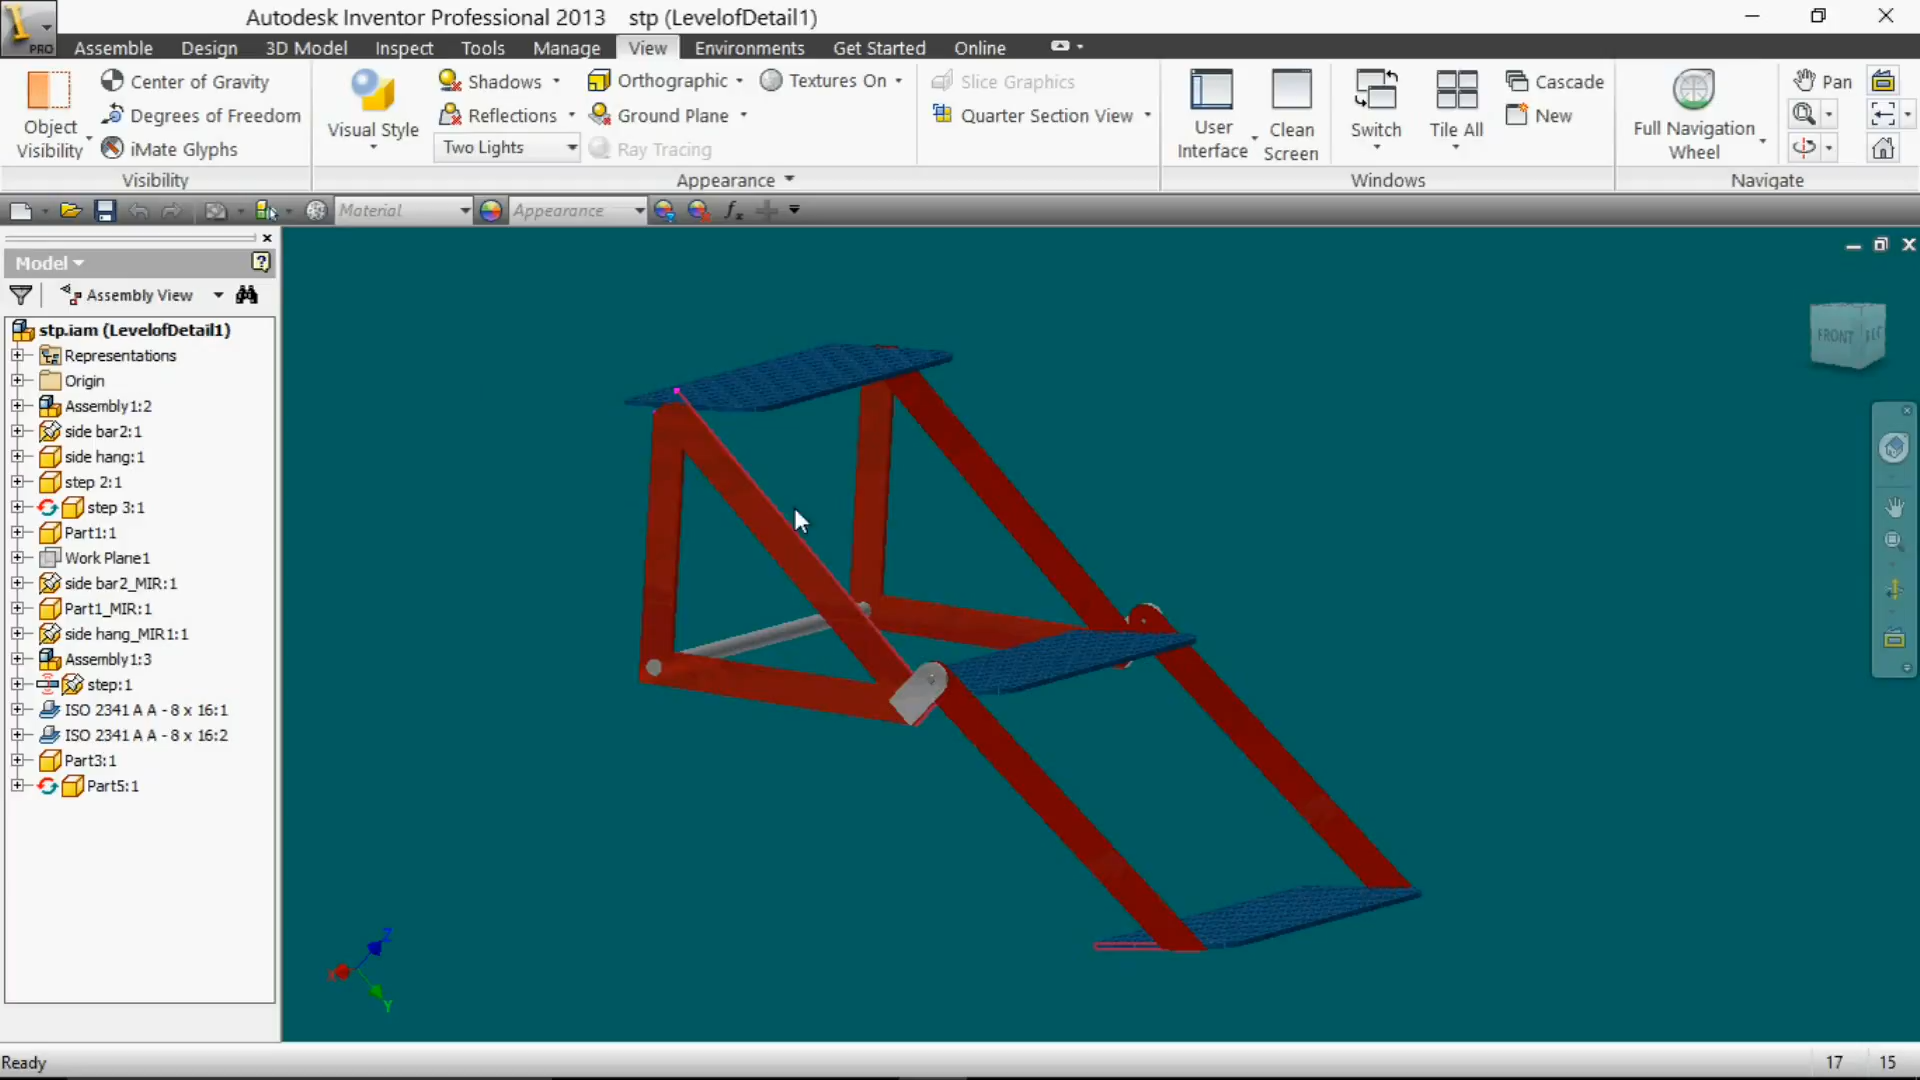 Autodesk Inventor Professional 2013 stp (LevelofDetail1)
PRO
Assembly Design 3D Model Inspect Tools Manage View Environments Get Started Online
Object Visibility
Center of Gravity
Degrees of Freedom
iMate Glyphs
Visibility
Visual Style
Shadows
Reflections
Two Lights
Orthographic
Ground Plane
Ray Tracing
Textures On
Appearance
Slice Graphics
Quarter Section View
User Interface
Clean Screen
Switch
Tile All
Cascade
New
Windows
Full Navigation Wheel
Pan
Navigate
Material
Appearance
fx
Model
Assembly View
stp.iam (LevelofDetail1)
Representations
Origin
Assembly1:2
side bar2:1
side hang:1
step 2:1
step 3:1
Part1:1
Work Plane1
side bar2_MIR:1
Part1_MIR:1
side hang_MIR1:1
Assembly1:3
step:1
ISO 2341 A A - 8 x 16:1
ISO 2341 A A - 8 x 16:2
Part3:1
Part5:1
FRONT
Z
Y
Ready
17 15